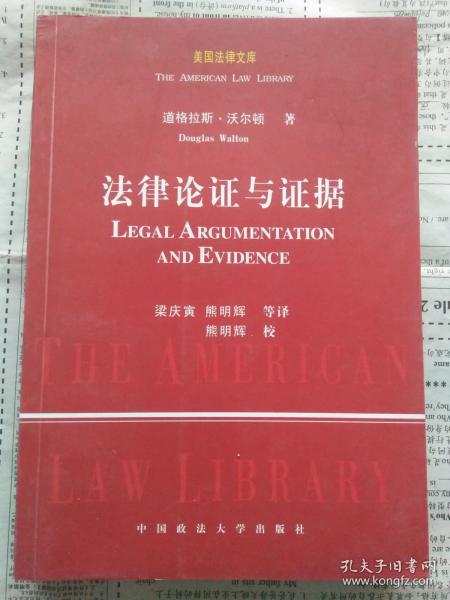 美国法律文库
THE AMERICAN LAW LIBRARY
道格拉斯·沃尔顿 著
Douglas Walton
法律论证与证据
LEGAL ARGUMENTATION
AND EVIDENCE
梁庆寅 熊明辉 等译
熊明辉 校
THE AMERICAN
LAW LIBRARY
中国政法大学出版社
孔夫子旧书网
www.kongfz.com